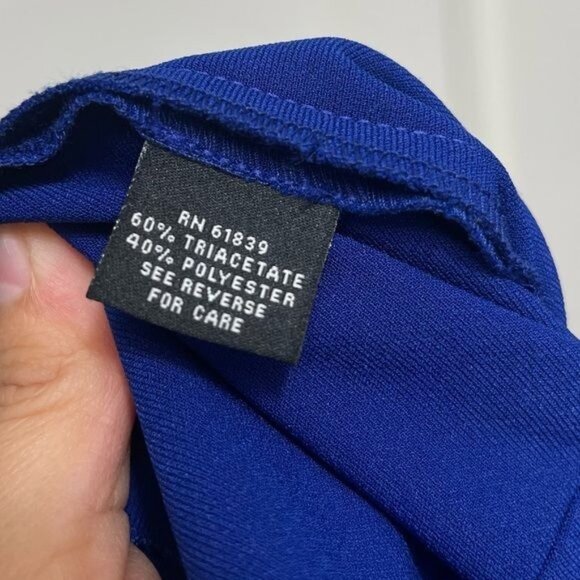 RN 61839
60% TRIACETATE
40% POLYESTER
SEE REVERSE
FOR CARE